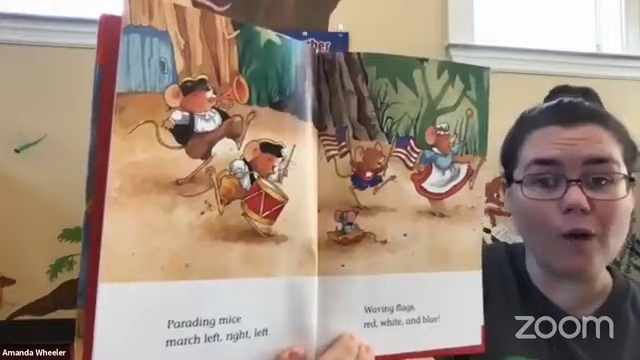 Parading mice
march left, right, left.
Waving flags,
red, white, and blue!
Amanda Wheeler
zoom